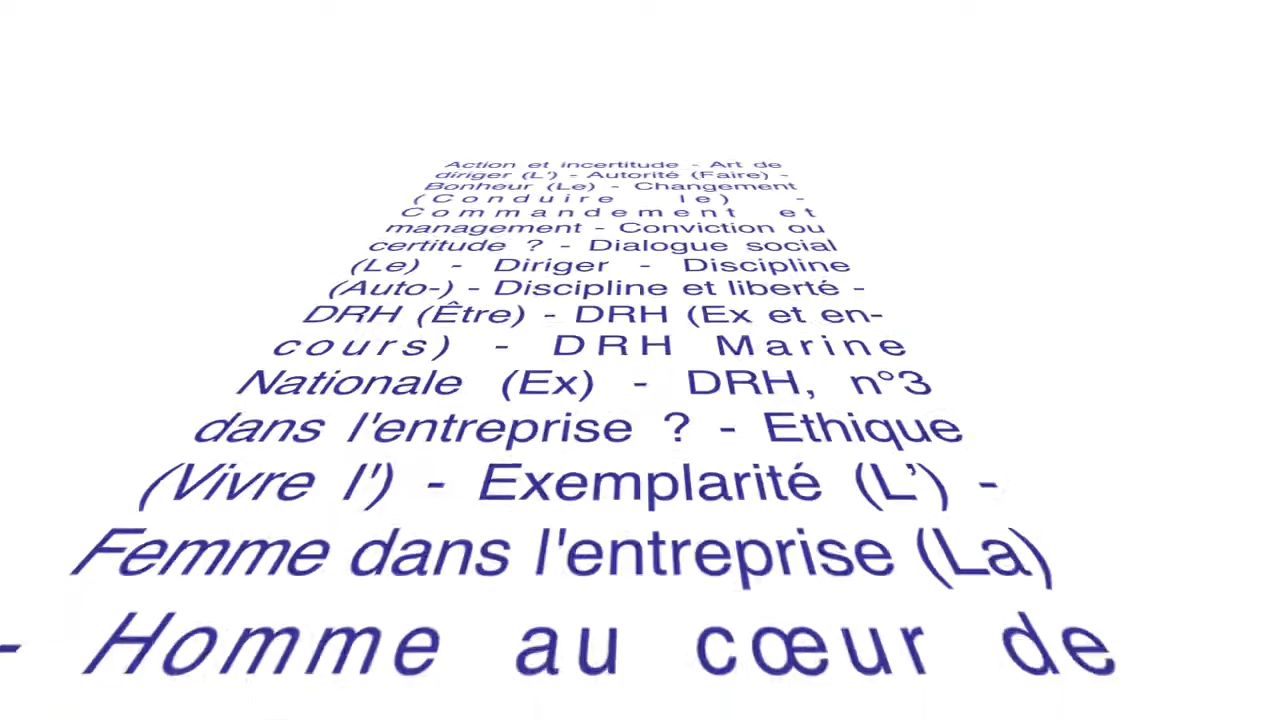 Action et incertitude - Art de
diriger (L') - Autorité (Faire) -
Bonheur (Le) - Changement
(Conduire le) -
Commandement et
management - Conviction ou
certitude ? - Dialogue social
(Le) - Diriger - Discipline
(Auto-) - Discipline et liberté -
DRH (Être) - DRH (Ex et en-
cours) - DRH Marine
Nationale (Ex) - DRH, n°3
dans l'entreprise ? - Ethique
(Vivre l') - Exemplarité (L’) -
Femme dans l'entreprise (La)
- Homme au cœur de